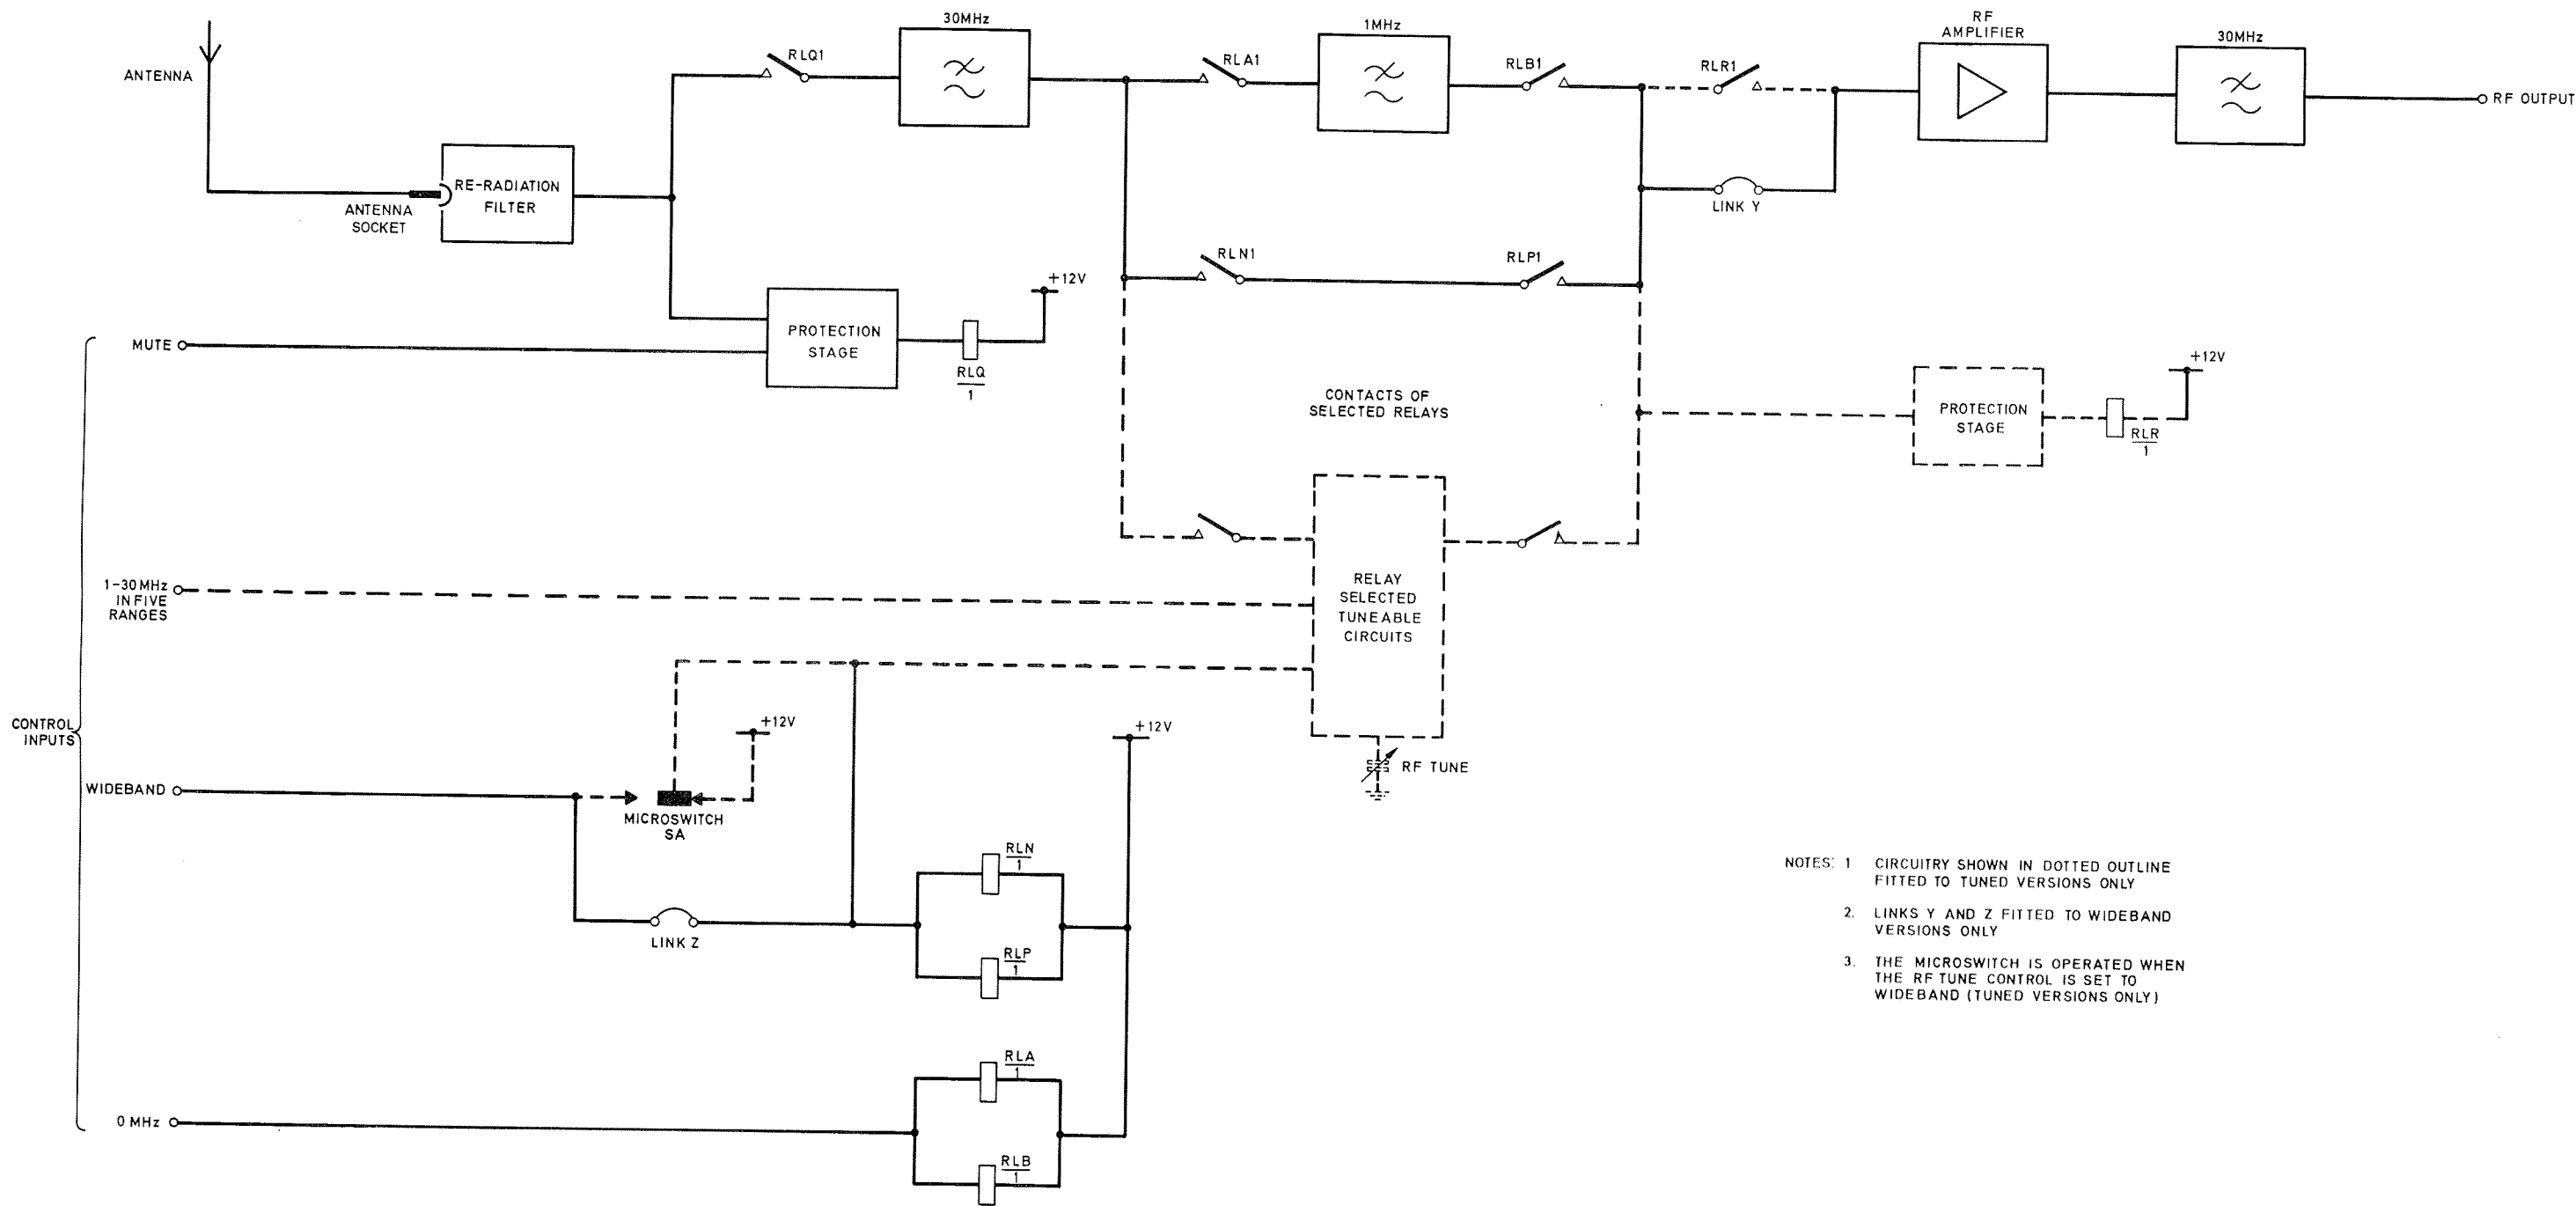 30MHz
1MHz
RF
AMPLIFIER
30MHz
ANTENNA
RLQ1
RLA1
RLB1
RLR1
RF OUTPUT
RE-RADIATION
FILTER
ANTENNA
SOCKET
LINK Y
RLN1
RLP1
+12V
MUTE
PROTECTION
STAGE
RLQ
1
CONTACTS OF
SELECTED RELAYS
+12V
PROTECTION
STAGE
RLR
1
1-30MHz
IN FIVE
RANGES
RELAY
SELECTED
TUNEABLE
CIRCUITS
CONTROL
INPUTS
+12V
+12V
RF TUNE
WIDEBAND
MICROSWITCH
SA
RLN
1
LINK Z
RLP
1
RLA
1
0 MHz
RLB
1
NOTES: 1 CIRCUITRY SHOWN IN DOTTED OUTLINE
FITTED TO TUNED VERSIONS ONLY
2. LINKS Y AND Z FITTED TO WIDEBAND
VERSIONS ONLY
3. THE MICROSWITCH IS OPERATED WHEN
THE RF TUNE CONTROL IS SET TO
WIDEBAND (TUNED VERSIONS ONLY)